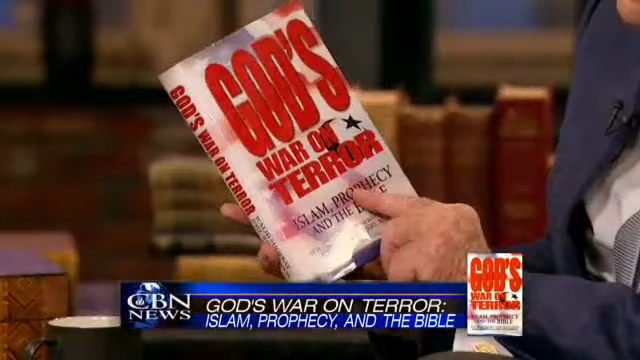 GOD'S
WAR ON
TERROR
ISLAM, PROPHECY
AND THE BIBLE
GOD'S WAR ON TERROR
CBN
NEWS
GOD'S WAR ON TERROR:
ISLAM, PROPHECY, AND THE BIBLE
GOD'S
WAR ON
TERROR
ISLAM, PROPHECY
AND THE BIBLE